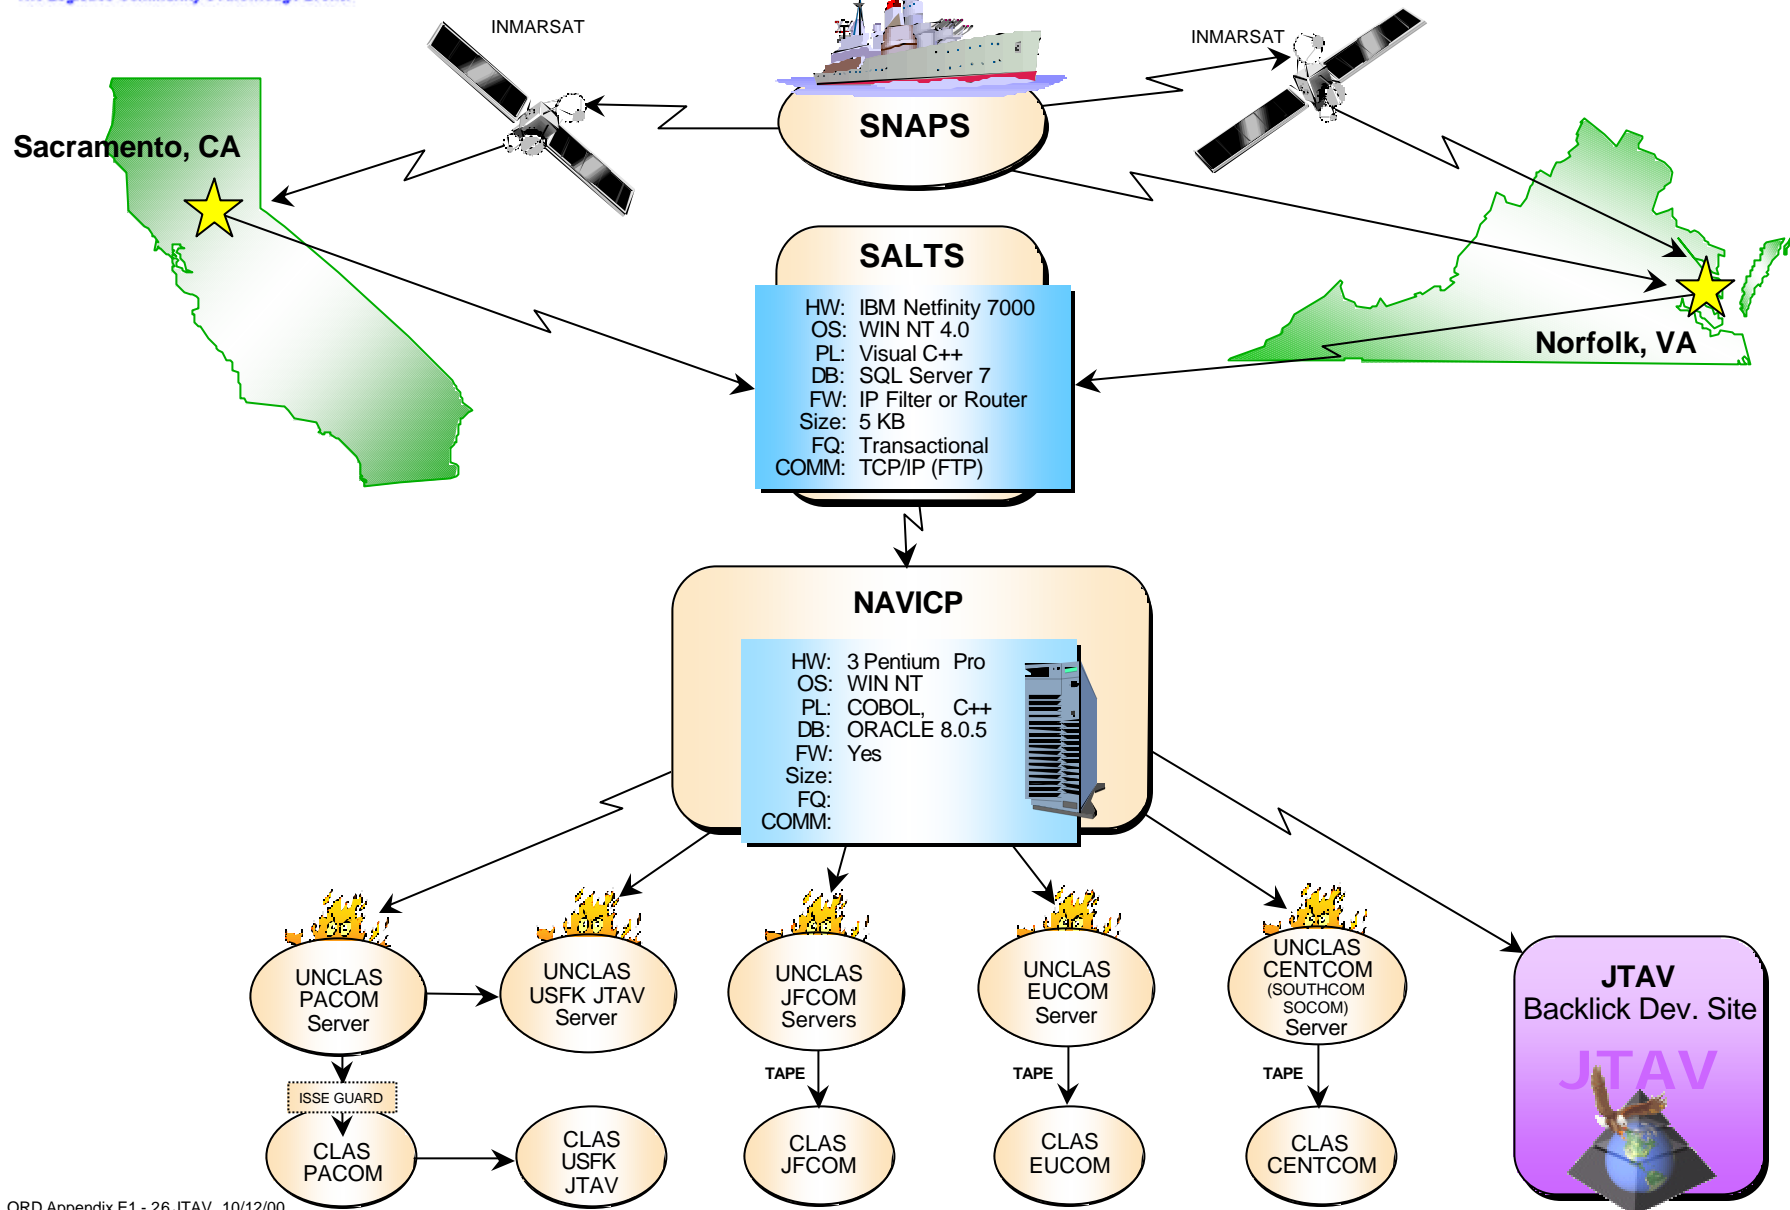 INMARSAT
INMARSAT
SNAPS
Sacramento, CA
SALTS
HW: IBM Netfinity 7000
OS: WIN NT 4.0
PL: Visual C++
DB: SQL Server 7
FW: IP Filter or Router
Size: 5 KB
FQ: Transactional
COMM: TCP/IP (FTP)
Norfolk, VA
NAVICP
HW: 3 Pentium Pro
OS: WIN NT
PL: COBOL, C++
DB: ORACLE 8.0.5
FW: Yes
Size:
FQ:
COMM:
UNCLAS
PACOM
Server
UNCLAS
USFK JTAV
Server
UNCLAS
JFCOM
Servers
UNCLAS
EUCOM
Server
UNCLAS
CENTCOM
(SOUTHCOM
SOCOM)
Server
JTAV
Backlick Dev. Site
JTAV
ISSE GUARD
TAPE
TAPE
TAPE
CLAS
PACOM
CLAS
USFK
JTAV
CLAS
JFCOM
CLAS
EUCOM
CLAS
CENTCOM
ORD Appendix E1 - 26 JTAV 10/12/00